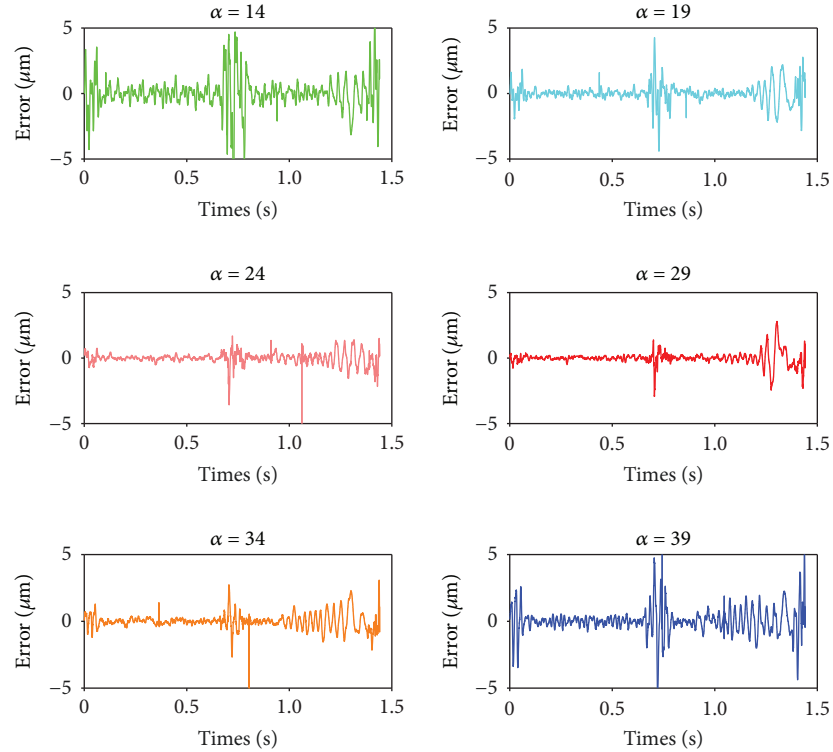 α = 14
5
0
−5
Error (μm)
0
0.5
1.0
1.5
Times (s)
α = 19
5
0
−5
Error (μm)
0
0.5
1.0
1.5
Times (s)
α = 24
5
0
−5
Error (μm)
0
0.5
1.0
1.5
Times (s)
α = 29
5
0
−5
Error (μm)
0
0.5
1.0
1.5
Times (s)
α = 34
5
0
−5
Error (μm)
0
0.5
1.0
1.5
Times (s)
α = 39
5
0
−5
Error (μm)
0
0.5
1.0
1.5
Times (s)